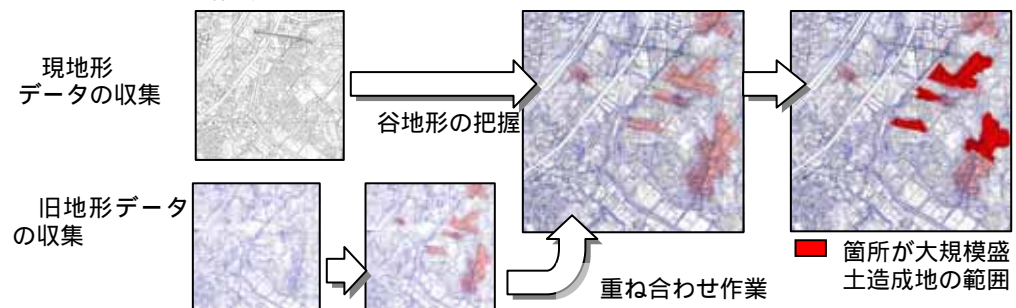 現地形
データの収集
谷地形の把握
旧地形データ
の収集
重ね合わせ作業
箇所が大規模盛
土造成地の範囲